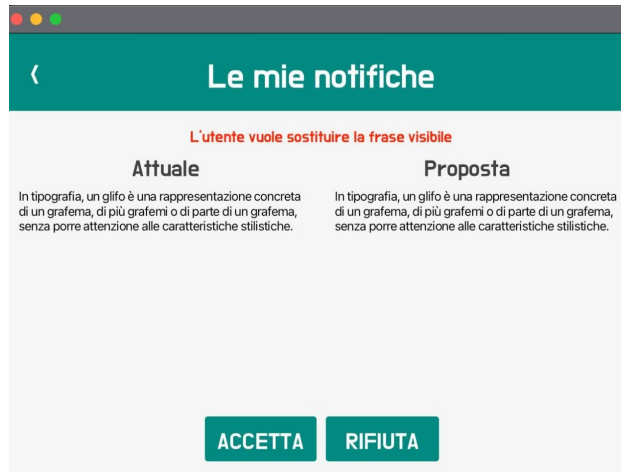 Le mie notifiche
L'utente vuole sostituire la frase visibile
Attuale
In tipografia, un glifo è una rappresentazione concreta
di un grafema, di più grafemi o di parte di un grafema,
senza porre attenzione alle caratteristiche stilistiche.
Proposta
In tipografia, un glifo è una rappresentazione concreta
di un grafema, di più grafemi o di parte di un grafema,
senza porre attenzione alle caratteristiche stilistiche.
ACCETTA
RIFIUTA